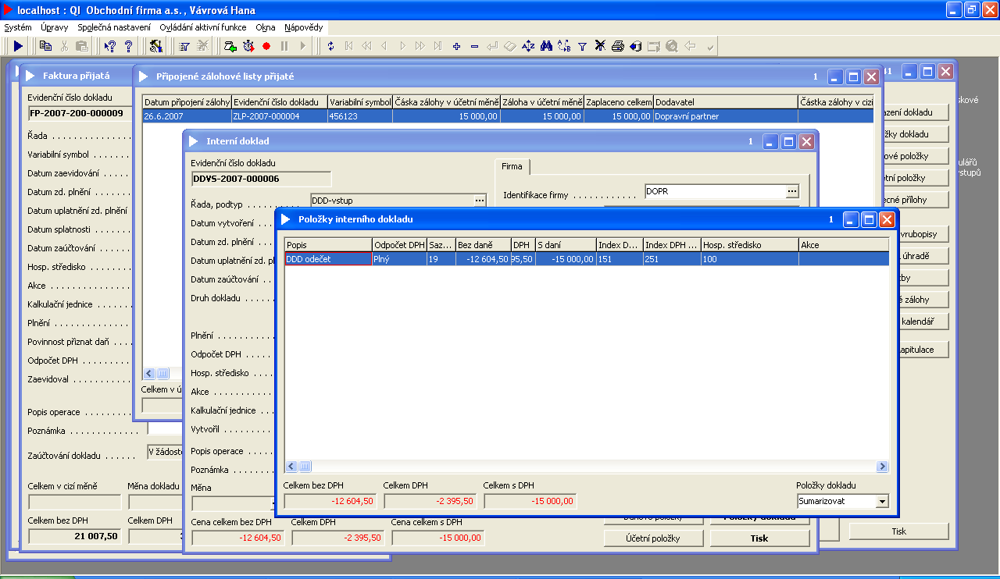 localhost : QI  Obchodní firma a.s. , Vávrová Hana
Systém Úpravy Společná nastavení Ovládání aktivní funkce Okna Nápovědy
Faktura přijatá
Evidenční číslo dokladu
FP-2007-200-000009
Řada
Variabilní symbol
Datum zaevidování
Datum zd. plnění
Datum uplatnění zd. plnění
Datum splatnosti
Datum zaúčtování
Hosp. středisko
Akce
Kalkulační jednice
Plnění
Povinnost přiznat daň
Odpočet DPH
Zaevidoval
Popis operace
Poznámka
Zaúčtování dokladu V žádost
Celkem v cizí měně Měna dokladu
Celkem bez DPH Celkem DPH
21 007,50
Připojené zálohové listy přijaté 1
Datum připojení zálohy Evidenční číslo dokladu Variabilní symbol Čáska zálohy v účetní měně Záloha v účetní měně Zaplaceno celkem Dodavatel Částka zálohy v cizí
26.6.2007 ZLP-2007-000004 456123 15 000,00 15 000,00 15 000,00 Dopravní partner
Celkem v ú
Interní doklad 1
Evidenční číslo dokladu
DDVS-2007-000006
Firma
Identifikace firmy DOPR
Řada, podtyp DDD-vstup
Datum vytvoření
Datum zd. plnění
Datum uplatnění zd. pl
Datum zaúčtování
Druh dokladu
Plnění
Odpočet DPH
Hosp. středisko
Akce
Kalkulační jednice
Vytvořil
Popis operace
Poznámka
Měna
Cena celkem bez DPH Celkem DPH Cena celkem s DPH
-12 604,50 -2 395,50 -15 000,00
Daňové položky Položky dokladu
Účetní položky Tisk
Položky interního dokladu 1
Popis Odpočet DPH Saz... Bez daně DPH S daní Index D... Index DPH ... Hosp. středisko Akce
DDD odečet Plný 19 -12 604,50 95,50 -15 000,00 151 251 100
Celkem bez DPH Celkem DPH Celkem s DPH Položky dokladu
-12 604,50 -2 395,50 -15 000,00 Sumarizovat
41
azení dokladu
žky dokladu
ové položky
tní položky
ecné přílohy
vrubopisy
úhradě
by
é zálohy
kalendář
apitulace
Tisk
skové
ulářů
stupů